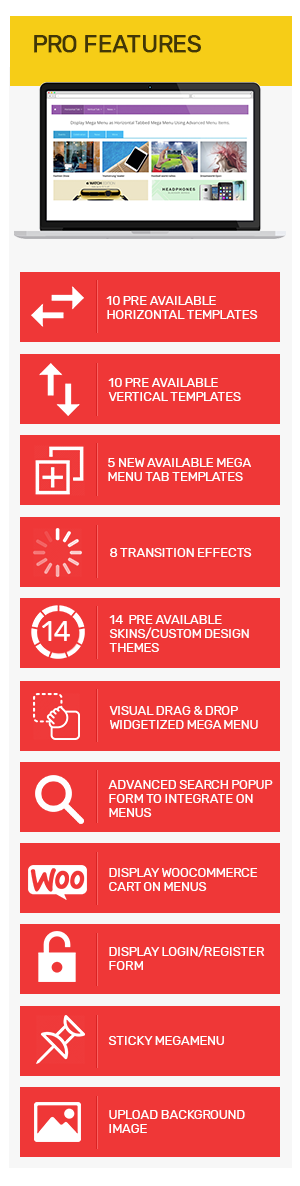 PRO FEATURES
Display Mega Menu as Horizontal Tabbed Mega Menu Using Advanced Menu Items.
WATCH EDITION
HEADPHONES
10 PRE AVAILABLE
HORIZONTAL TEMPLATES
10 PRE AVAILABLE
VERTICAL TEMPLATES
5 NEW AVAILABLE MEGA
MENU TAB TEMPLATES
8 TRANSITION EFFECTS
14
14 PRE AVAILABLE
SKINS/CUSTOM DESIGN
THEMES
VISUAL DRAG & DROP
WIDGETIZED MEGA MENU
ADVANCED SEARCH POPUP
FORM TO INTEGRATE ON
MENUS
WOO
DISPLAY WOOCOMMERCE
CART ON MENUS
DISPLAY LOGIN/REGISTER
FORM
STICKY MEGAMENU
UPLOAD BACKGROUND
IMAGE